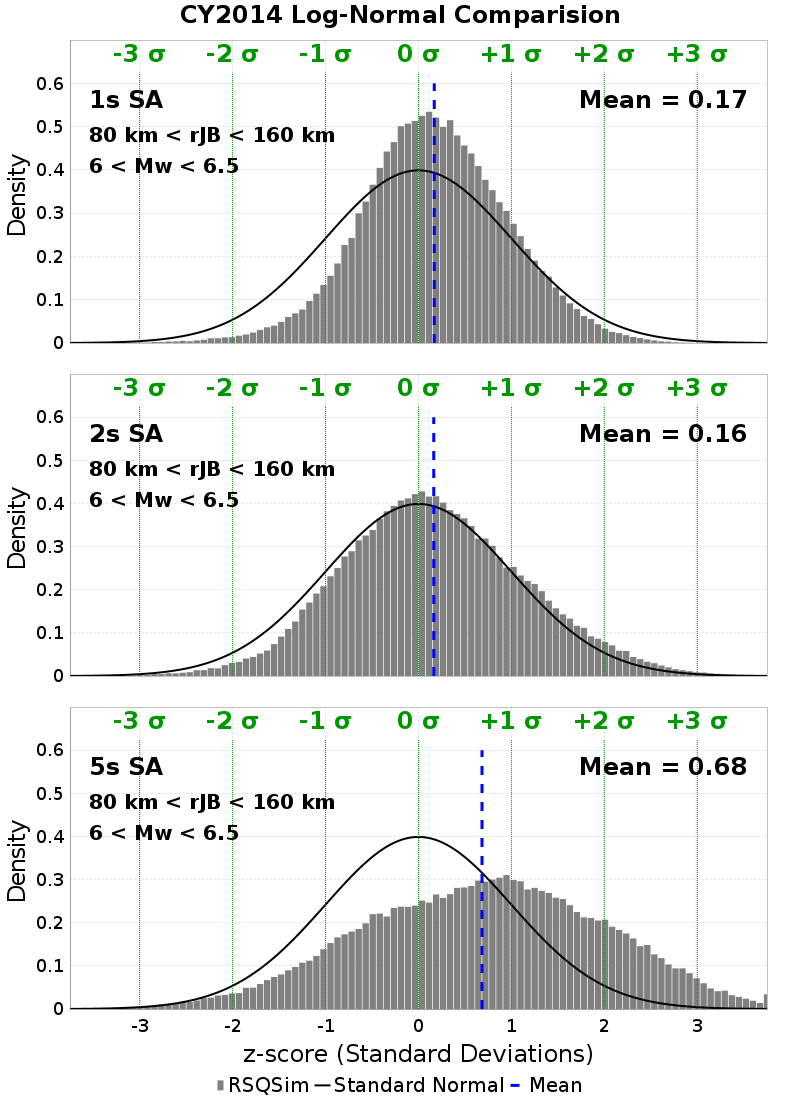 CY2014 Log-Normal Comparision
-3 σ -2 σ -1 σ 0 σ +1 σ +2 σ +3 σ
0.6
1s SA Mean = 0.17
0.5
80 km < rJB < 160 km
6 < Mw < 6.5
0.4
Density
0.3
0.2
0.1
0
-3 σ -2 σ -1 σ 0 σ +1 σ +2 σ +3 σ
0.6
2s SA Mean = 0.16
0.5
80 km < rJB < 160 km
6 < Mw < 6.5
0.4
Density
0.3
0.2
0.1
0
-3 σ -2 σ -1 σ 0 σ +1 σ +2 σ +3 σ
0.6
5s SA Mean = 0.68
0.5
80 km < rJB < 160 km
6 < Mw < 6.5
0.4
Density
0.3
0.2
0.1
0
-3 -2 -1 0 1 2 3
z-score (Standard Deviations)
RSQSim Standard Normal Mean